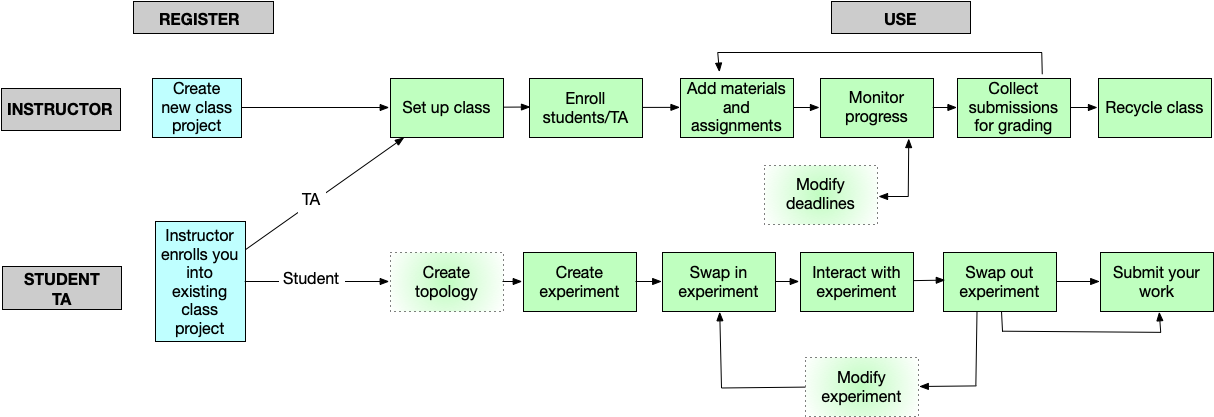 REGISTER
USE
INSTRUCTOR
Create
new class
project
Set up class
Enroll
students/TA
Add materials
and
assignments
Monitor
progress
Collect
submissions
for grading
Recycle class
Modify
deadlines
TA
STUDENT
TA
Instructor
enrolls you
into
existing
class
project
Student
Create
topology
Create
experiment
Swap in
experiment
Interact with
experiment
Swap out
experiment
Submit your
work
Modify
experiment